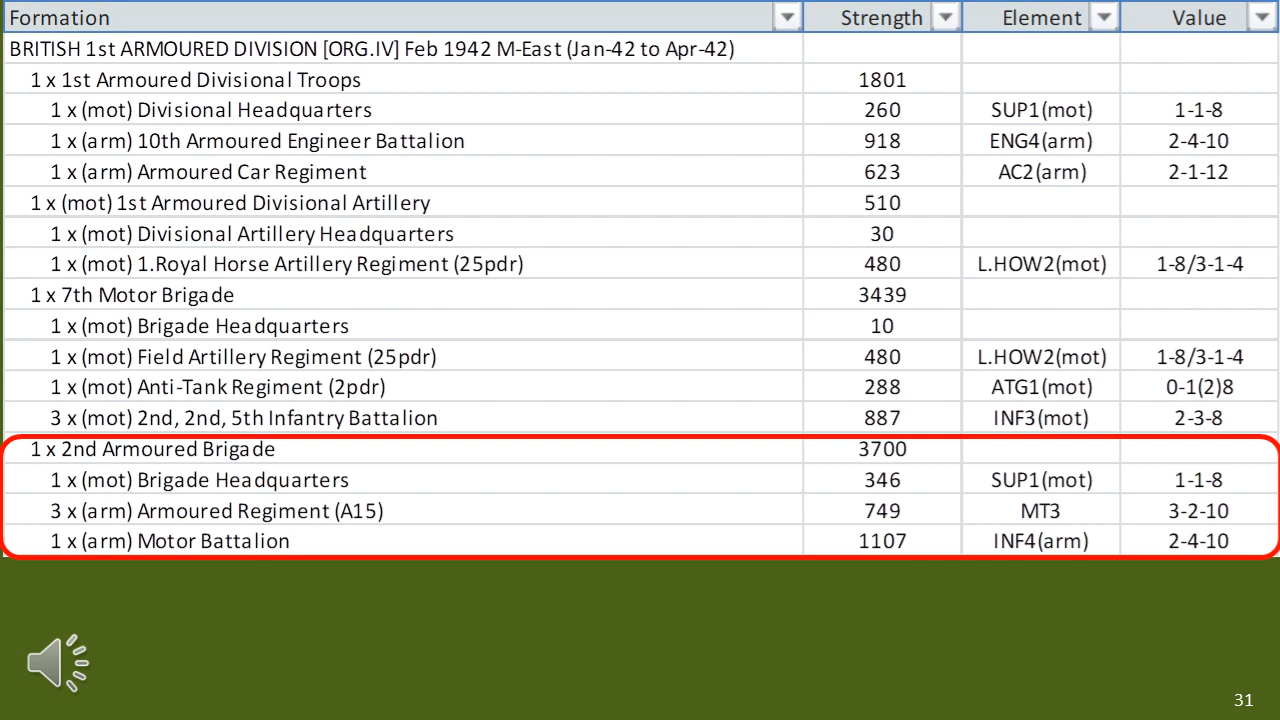 Formation Strength Element Value
BRITISH 1st ARMOURED DIVISION [ORG.IV] Feb 1942 M-East (Jan-42 to Apr-42)
1 x 1st Armoured Divisional Troops 1801
1 x (mot) Divisional Headquarters 260 SUP1(mot) 1-1-8
1 x (arm) 10th Armoured Engineer Battalion 918 ENG4(arm) 2-4-10
1 x (arm) Armoured Car Regiment 623 AC2(arm) 2-1-12
1 x (mot) 1st Armoured Divisional Artillery 510
1 x (mot) Divisional Artillery Headquarters 30
1 x (mot) 1.Royal Horse Artillery Regiment (25pdr) 480 L.HOW2(mot) 1-8/3-1-4
1 x 7th Motor Brigade 3439
1 x (mot) Brigade Headquarters 10
1 x (mot) Field Artillery Regiment (25pdr) 480 L.HOW2(mot) 1-8/3-1-4
1 x (mot) Anti-Tank Regiment (2pdr) 288 ATG1(mot) 0-1(2)8
3 x (mot) 2nd, 2nd, 5th Infantry Battalion 887 INF3(mot) 2-3-8
1 x 2nd Armoured Brigade 3700
1 x (mot) Brigade Headquarters 346 SUP1(mot) 1-1-8
3 x (arm) Armoured Regiment (A15) 749 MT3 3-2-10
1 x (arm) Motor Battalion 1107 INF4(arm) 2-4-10
31